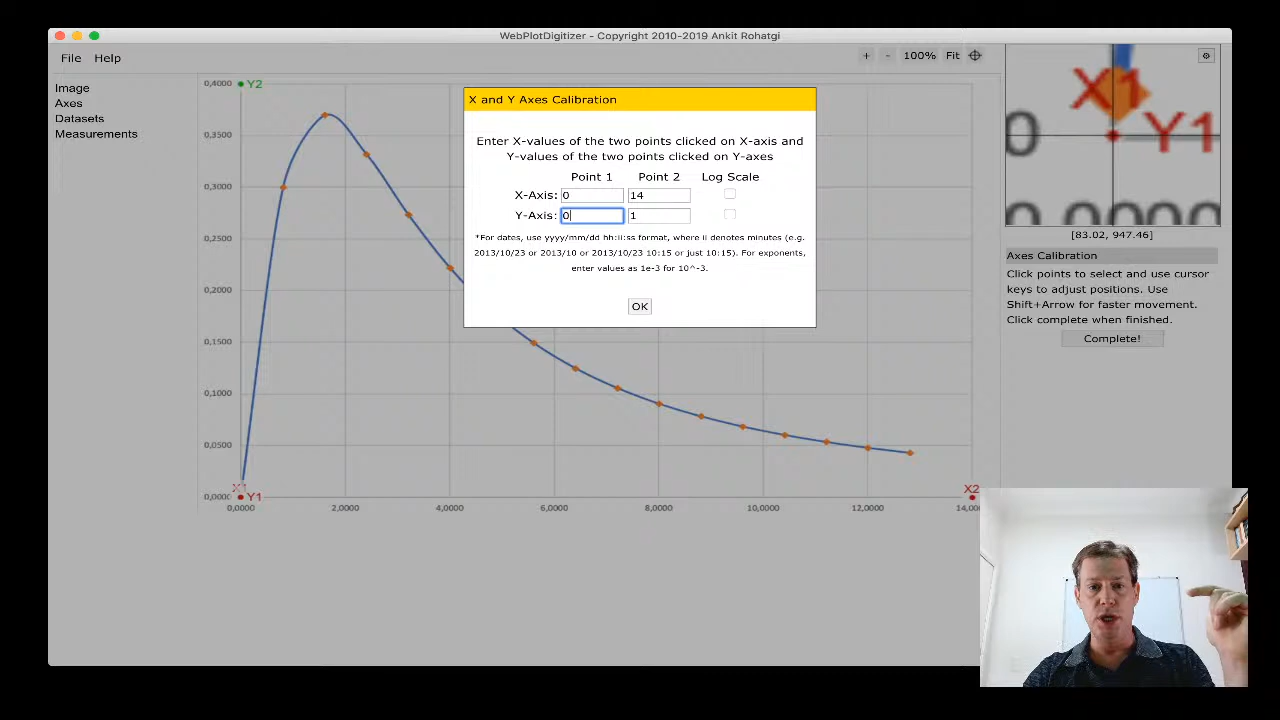 WebPlotDigitizer - Copyright 2010-2019 Ankit Rohatgi
File Help
+ - 100% Fit
Image
Axes
Datasets
Measurements
0,4000 Y2
0,3500
0,3000
0,2500
0,2000
0,1500
0,1000
0,0500
0,0000 Y1
X1
X2
0,0000 2,0000 4,0000 6,0000 8,0000 10,0000 12,0000
X and Y Axes Calibration
Enter X-values of the two points clicked on X-axis and
Y-values of the two points clicked on Y-axes
Point 1 Point 2 Log Scale
X-Axis: 0 14
Y-Axis: 0 1
*For dates, use yyyy/mm/dd hh:ii:ss format, where ii denotes minutes (e.g.
2013/10/23 or 2013/10 or 2013/10/23 10:15 or just 10:15). For exponents,
enter values as 1e-3 for 10^-3.
OK
X1
Y1
[83.02, 947.46]
Axes Calibration
Click points to select and use cursor
keys to adjust positions. Use
Shift+Arrow for faster movement.
Click complete when finished.
Complete!